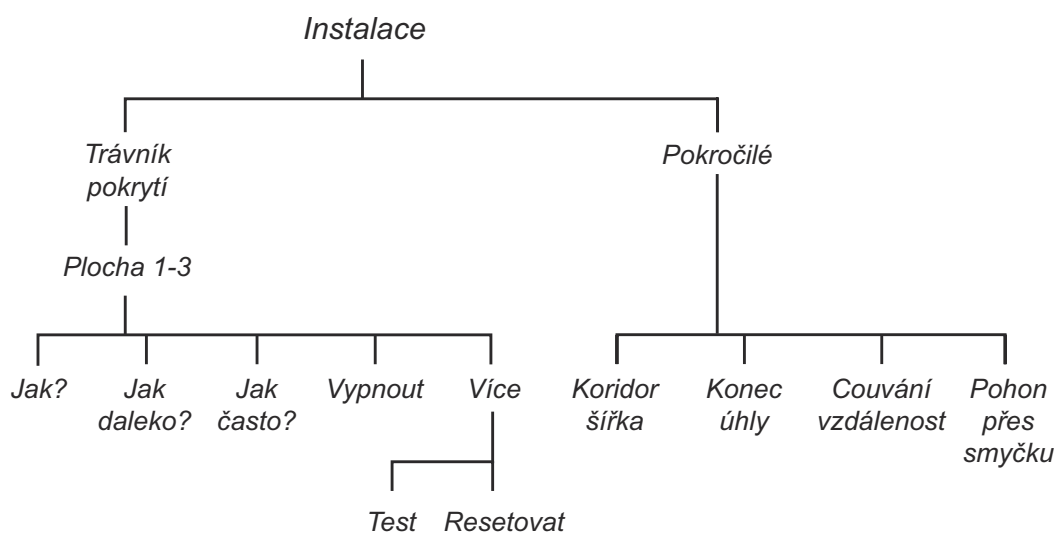 Instalace
Trávník
pokrytí
Pokročilé
Plocha 1-3
Jak?
Jak
daleko?
Jak
často?
Vypnout
Více
Koridor
šířka
Konec
úhly
Couvání
vzdálenost
Pohon
přes
smyčku
Test
Resetovat